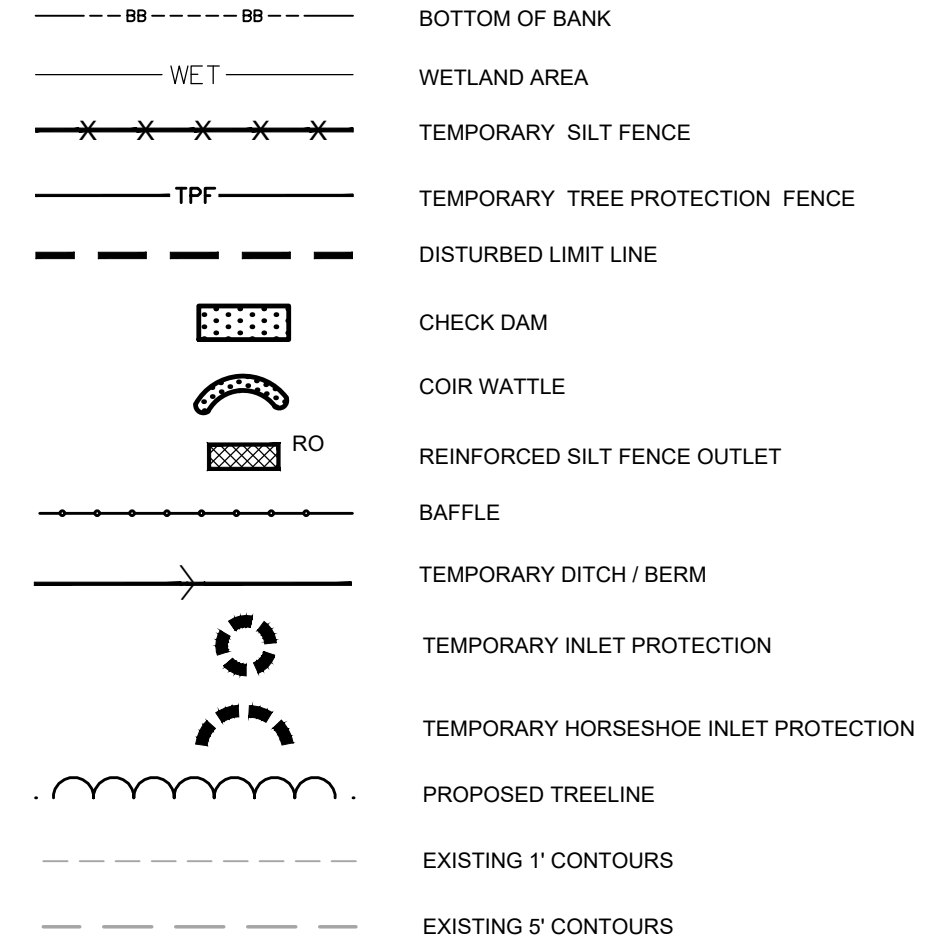 BB BB BOTTOM OF BANK
WET WETLAND AREA
X X X X X TEMPORARY SILT FENCE
TPF TEMPORARY TREE PROTECTION FENCE
DISTURBED LIMIT LINE
CHECK DAM
COIR WATTLE
RO REINFORCED SILT FENCE OUTLET
BAFFLE
TEMPORARY DITCH / BERM
TEMPORARY INLET PROTECTION
TEMPORARY HORSESHOE INLET PROTECTION
PROPOSED TREELINE
EXISTING 1' CONTOURS
EXISTING 5' CONTOURS